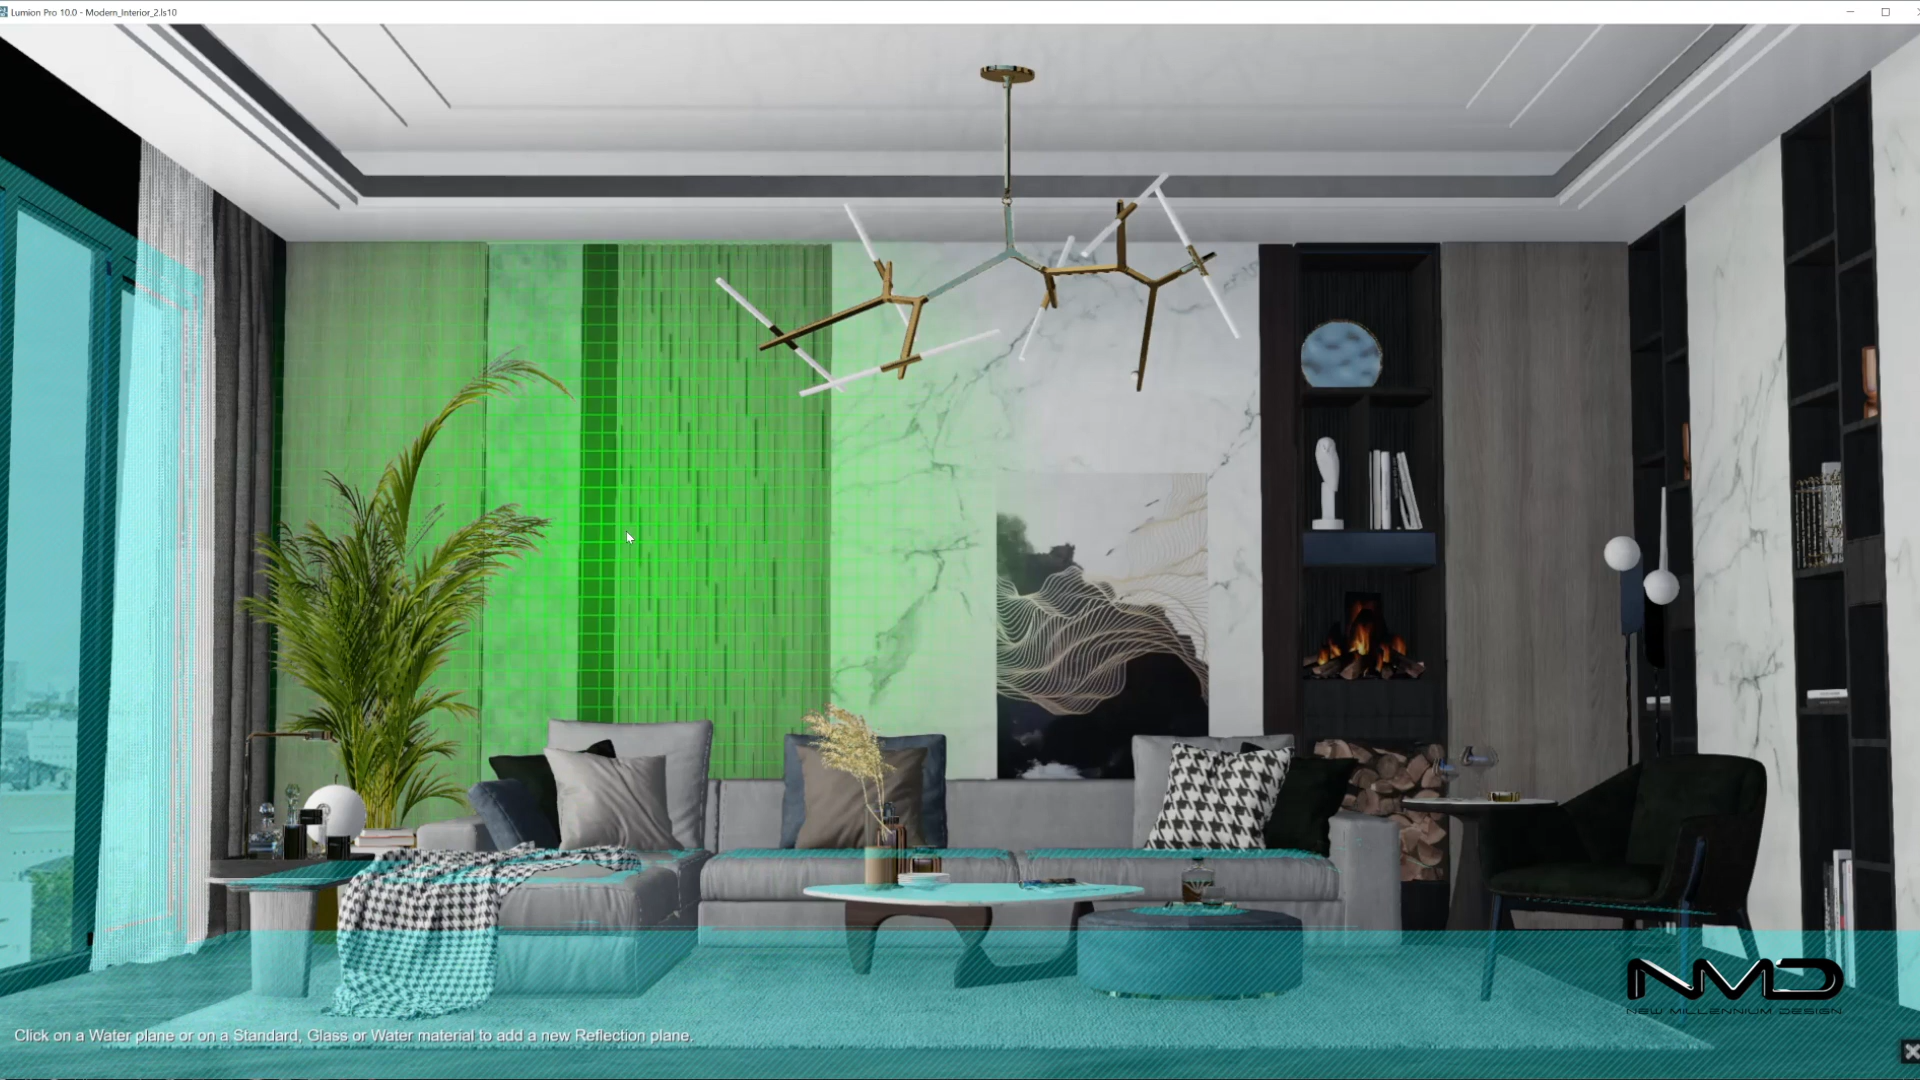 Lumion Pro 10.0 - Modern_Interior_2.ls10
NMD
NEW MILLENNIUM DESIGN
Click on a Water plane or on a Standard, Glass or Water material to add a new Reflection plane.